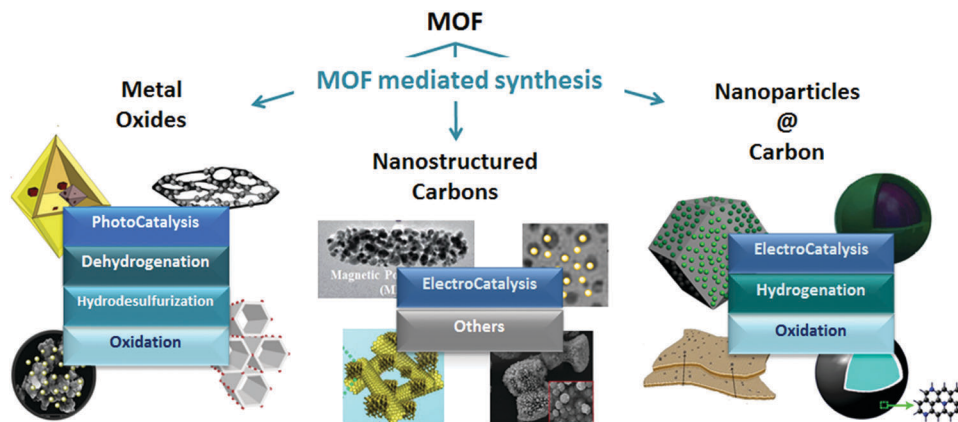 MOF
MOF mediated synthesis
Metal
Oxides
PhotoCatalysis
Dehydrogenation
Hydrodesulfurization
Oxidation
Nanostructured
Carbons
Magnetic Po
(M
ElectroCatalysis
Others
Nanoparticles
@
Carbon
ElectroCatalysis
Hydrogenation
Oxidation